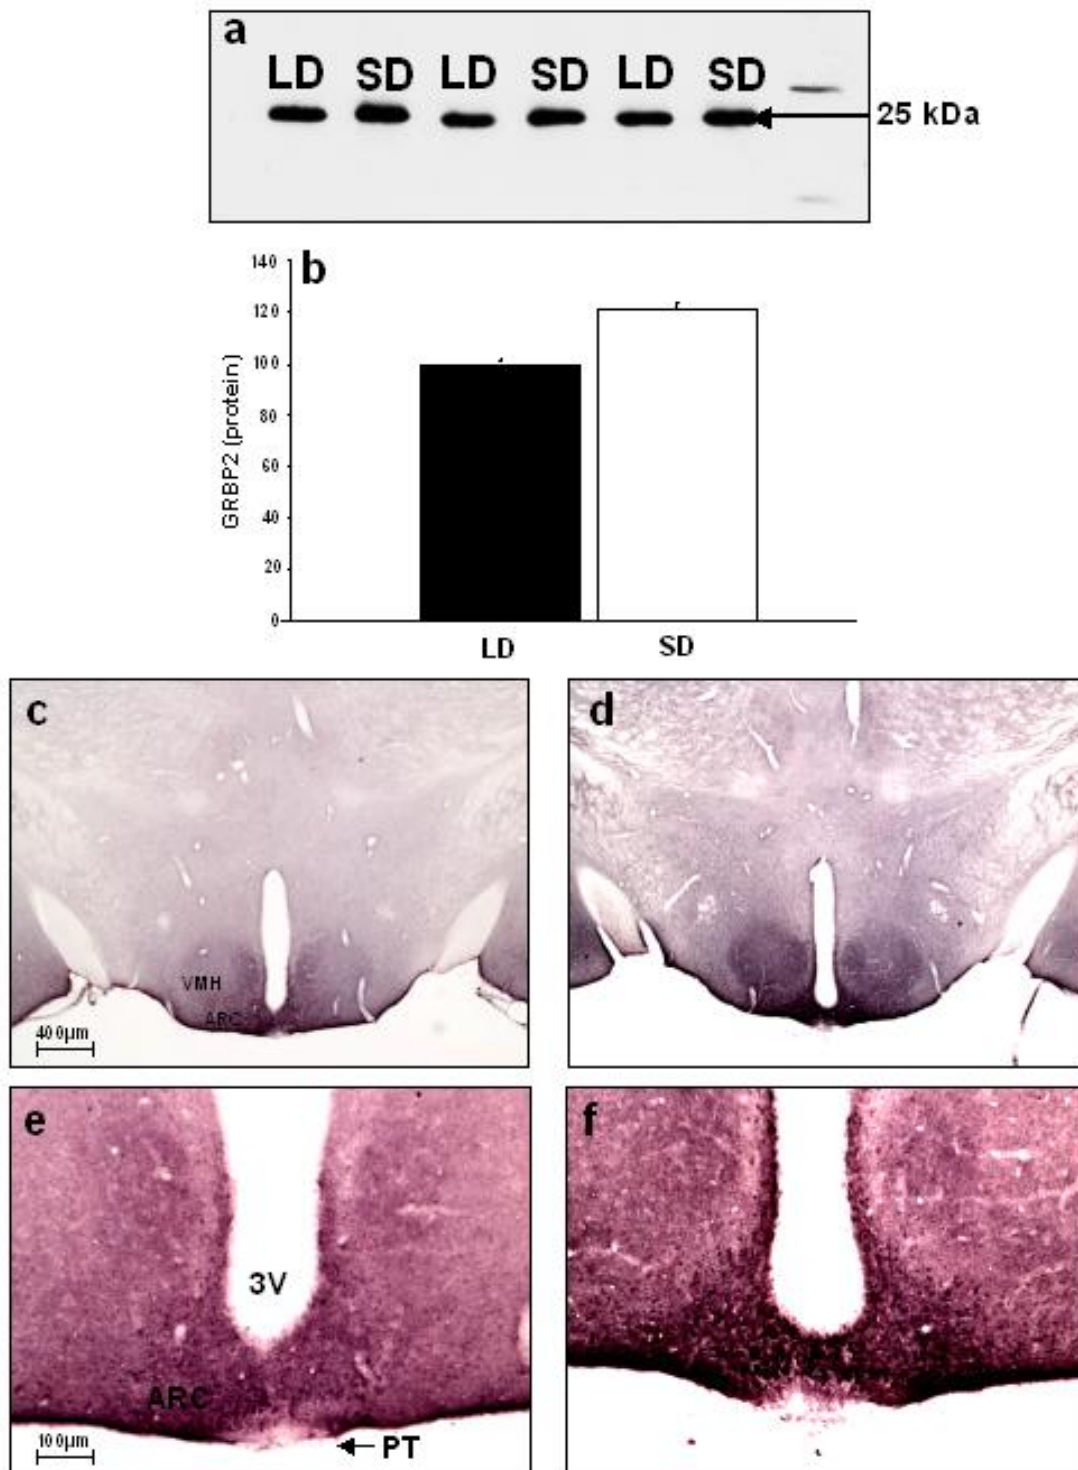 a
LD SD LD SD LD SD
25 kDa
b
140
120
100
80
60
40
20
0
GRBP2 (protein)
LD SD
c
VMH
ARC
400µm
d
e
3V
ARC
100µm
PT
f